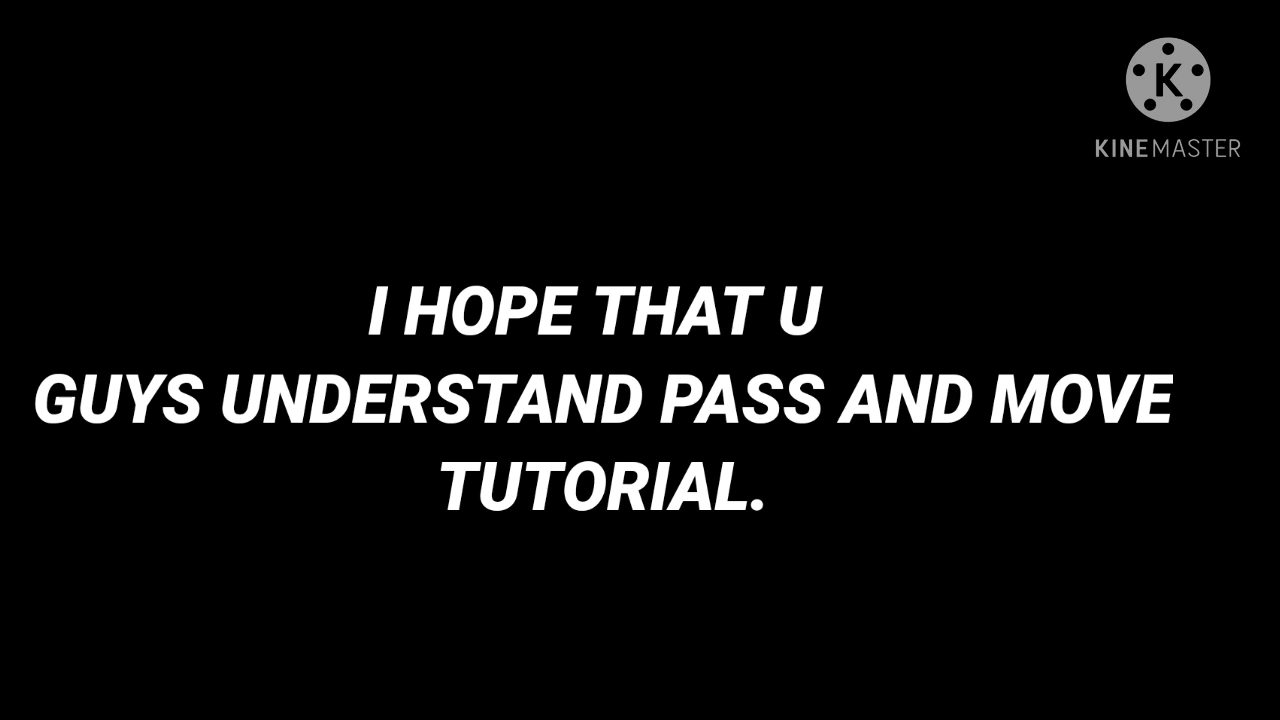 K
KINEMASTER
I HOPE THAT U
GUYS UNDERSTAND PASS AND MOVE
TUTORIAL.